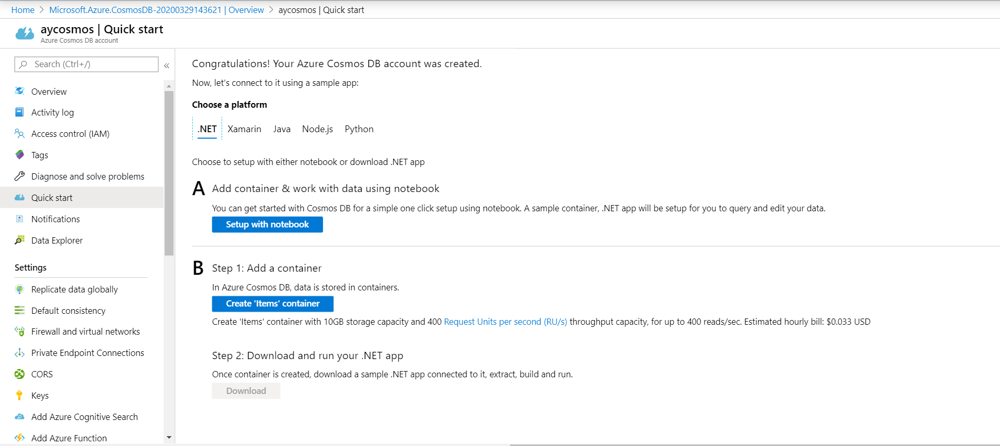 Home > Microsoft.Azure.CosmosDB-20200329143621 | Overview > aycosmos | Quick start
aycosmos | Quick start
Azure Cosmos DB account
Search (Ctrl+/)
«
Overview
Activity log
Access control (IAM)
Tags
Diagnose and solve problems
Quick start
Notifications
Data Explorer
Settings
Replicate data globally
Default consistency
Firewall and virtual networks
Private Endpoint Connections
CORS
Keys
Add Azure Cognitive Search
Add Azure Function
Congratulations! Your Azure Cosmos DB account was created.
Now, let's connect to it using a sample app:
Choose a platform
.NET Xamarin Java Node.js Python
Choose to setup with either notebook or download .NET app
A Add container & work with data using notebook
You can get started with Cosmos DB for a simple one click setup using notebook. A sample container, .NET app will be setup for you to query and edit your data.
Setup with notebook
B Step 1: Add a container
In Azure Cosmos DB, data is stored in containers.
Create 'Items' container
Create 'Items' container with 10GB storage capacity and 400 Request Units per second (RU/s) throughput capacity, for up to 400 reads/sec. Estimated hourly bill: $0.033 USD
Step 2: Download and run your .NET app
Once container is created, download a sample .NET app connected to it, extract, build and run.
Download